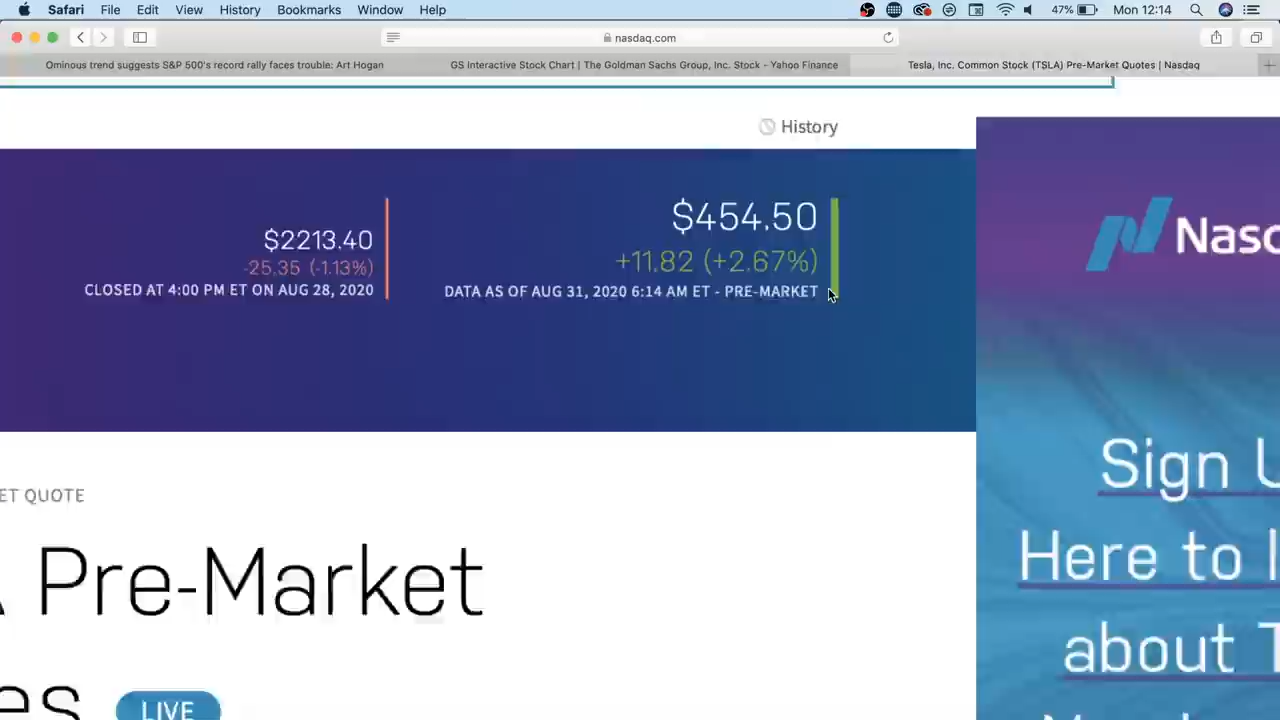 Safari File Edit View History Bookmarks Window Help 47% Mon 12:14
nasdaq.com
Ominous trend suggests S&P 500's record rally faces trouble: Art Hogan
GS Interactive Stock Chart | The Goldman Sachs Group, Inc. Stock - Yahoo Finance
Tesla, Inc. Common Stock (TSLA) Pre-Market Quotes | Nasdaq
History
$2213.40
-25.35 (-1.13%)
CLOSED AT 4:00 PM ET ON AUG 28, 2020
$454.50
+11.82 (+2.67%)
DATA AS OF AUG 31, 2020 6:14 AM ET - PRE-MARKET
Nasd
Sign U
Here to l
about T
ET QUOTE
A Pre-Market
es LIVE